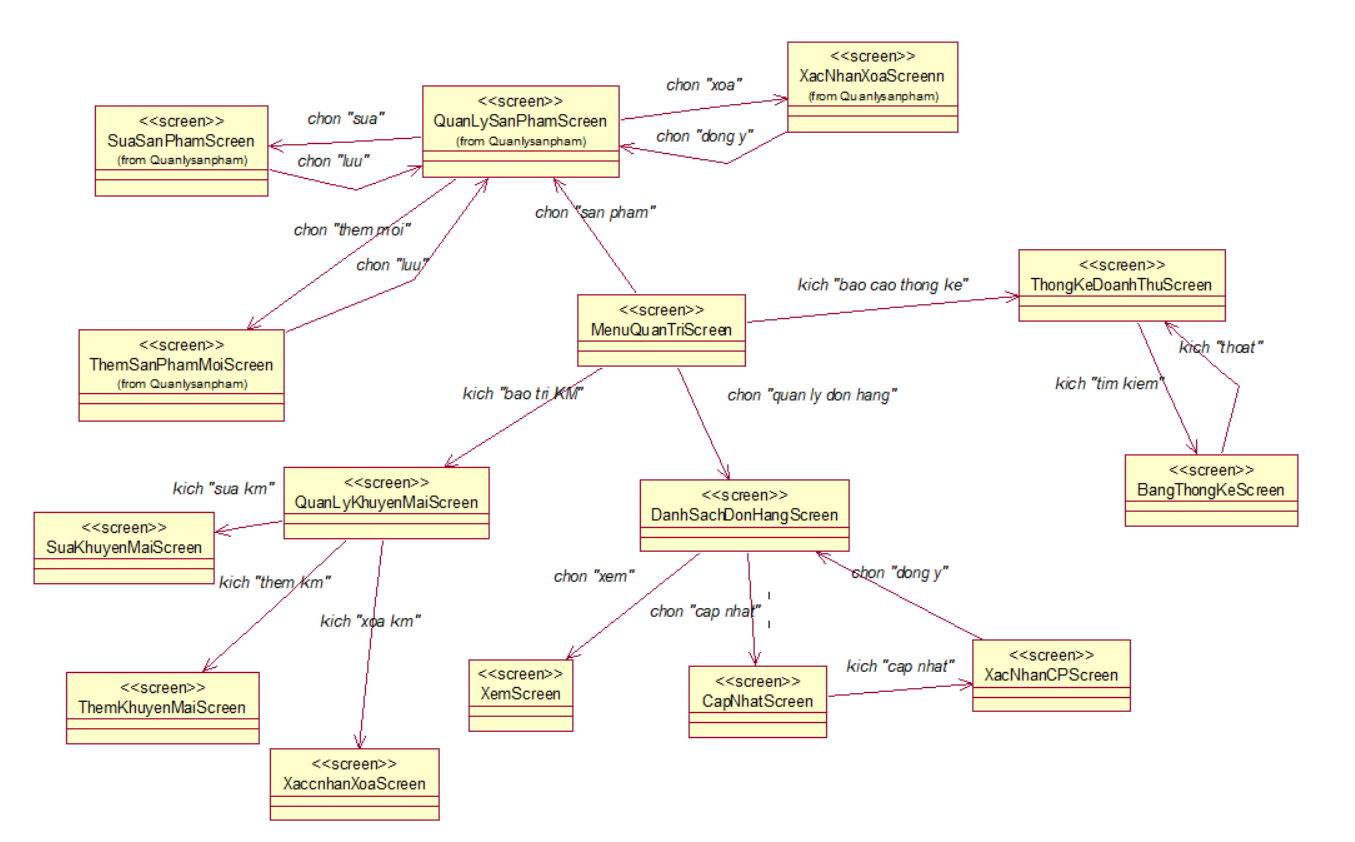 <<screen>>
XacNhanXoaScreenn
(from Quanlysanpham)
chon "xoa"
<<screen>>
QuanLySanPhamScreen
(from Quanlysanpham)
<<screen>>
SuaSanPhamScreen
(from Quanlysanpham)
chon "sua"
chon "dong y"
chon "luu"
chon "san pham"
chon "them moi"
chon "luu"
<<screen>>
ThongKeDoanhThuScreen
kich "bao cao thong ke"
<<screen>>
MenuQuanTriScreen
<<screen>>
ThemSanPhamMoiScreen
(from Quanlysanpham)
kich "thoat"
kich "tim kiem"
kich "bao tri KM"
chon "quan ly don hang"
<<screen>>
BangThongKeScreen
<<screen>>
QuanLyKhuyenMaiScreen
kich "sua km"
<<screen>>
DanhSachDonHangScreen
<<screen>>
SuaKhuyenMaiScreen
kich "them km"
chon "xem"
chon "dong y"
chon "cap nhat"
kich "xoa km"
<<screen>>
XacNhanCPScreen
kich "cap nhat"
<<screen>>
XemScreen
<<screen>>
CapNhatScreen
<<screen>>
ThemKhuyenMaiScreen
<<screen>>
XaccnhanXoaScreen